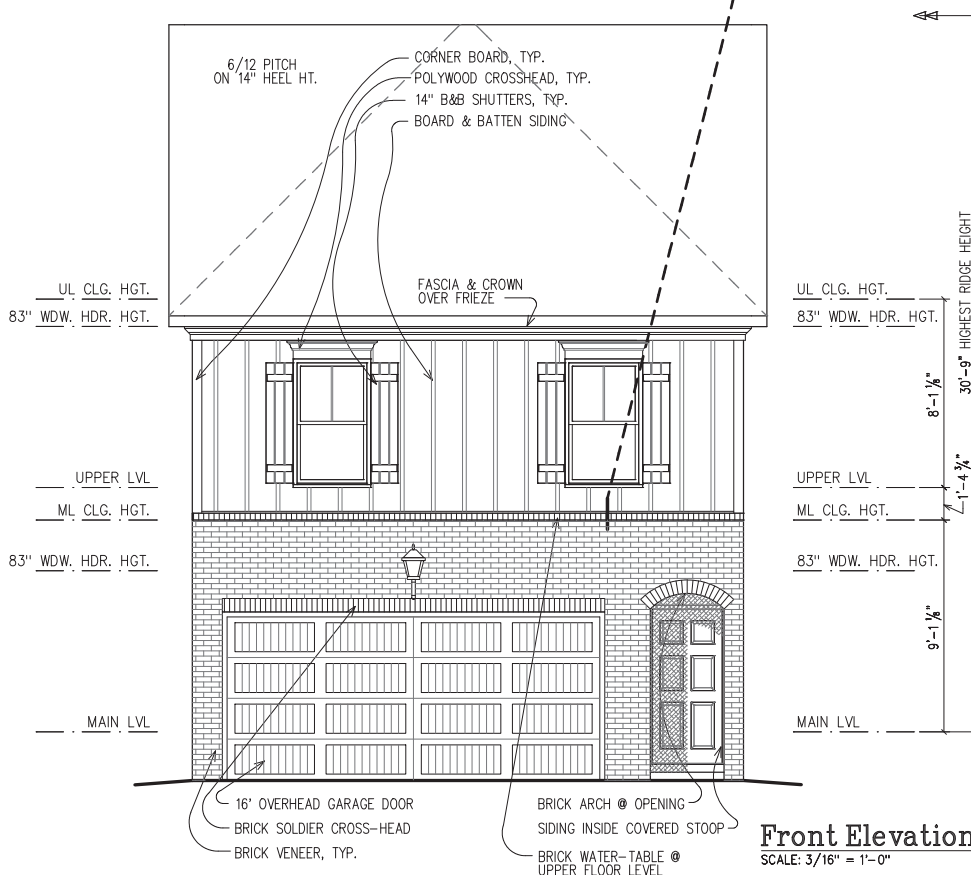 6/12 PITCH
ON 14" HEEL HT.
CORNER BOARD, TYP.
POLYWOOD CROSSHEAD, TYP.
14" B&B SHUTTERS, TYP.
BOARD & BATTEN SIDING
FASCIA & CROWN
OVER FRIEZE
UL CLG. HGT.
83" WDW. HDR. HGT.
UPPER LVL
ML CLG. HGT.
83" WDW. HDR. HGT.
MAIN LVL
UL CLG. HGT.
83" WDW. HDR. HGT.
UPPER LVL
ML CLG. HGT.
83" WDW. HDR. HGT.
MAIN LVL
8'-1 1/8"
1'-4 3/4"
9'-1 1/8"
30'-9" HIGHEST RIDGE HEIGHT
16' OVERHEAD GARAGE DOOR
BRICK SOLDIER CROSS-HEAD
BRICK VENEER, TYP.
BRICK ARCH @ OPENING
SIDING INSIDE COVERED STOOP
BRICK WATER-TABLE @
UPPER FLOOR LEVEL
Front Elevation
SCALE: 3/16" = 1'-0"